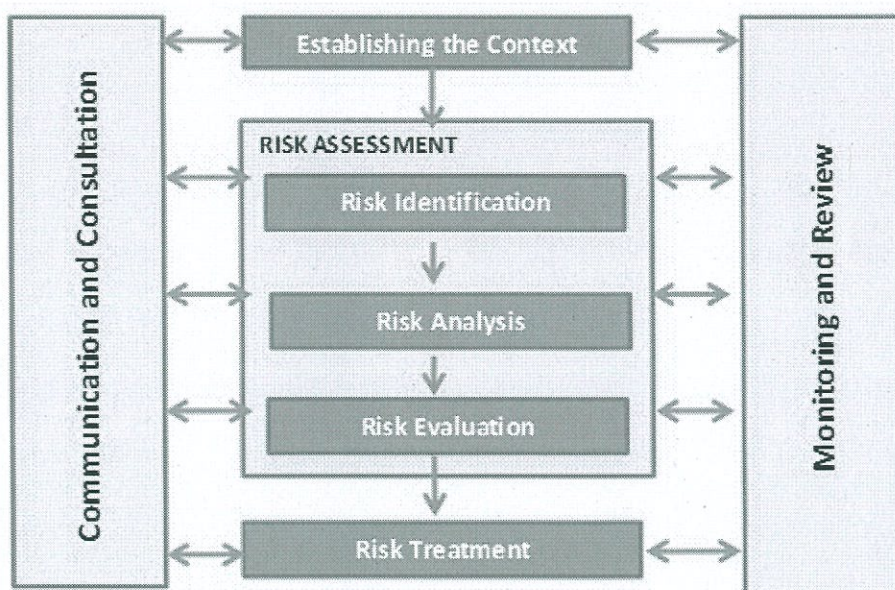 Communication and Consultation
Establishing the Context
RISK ASSESSMENT
Risk Identification
Risk Analysis
Risk Evaluation
Risk Treatment
Monitoring and Review